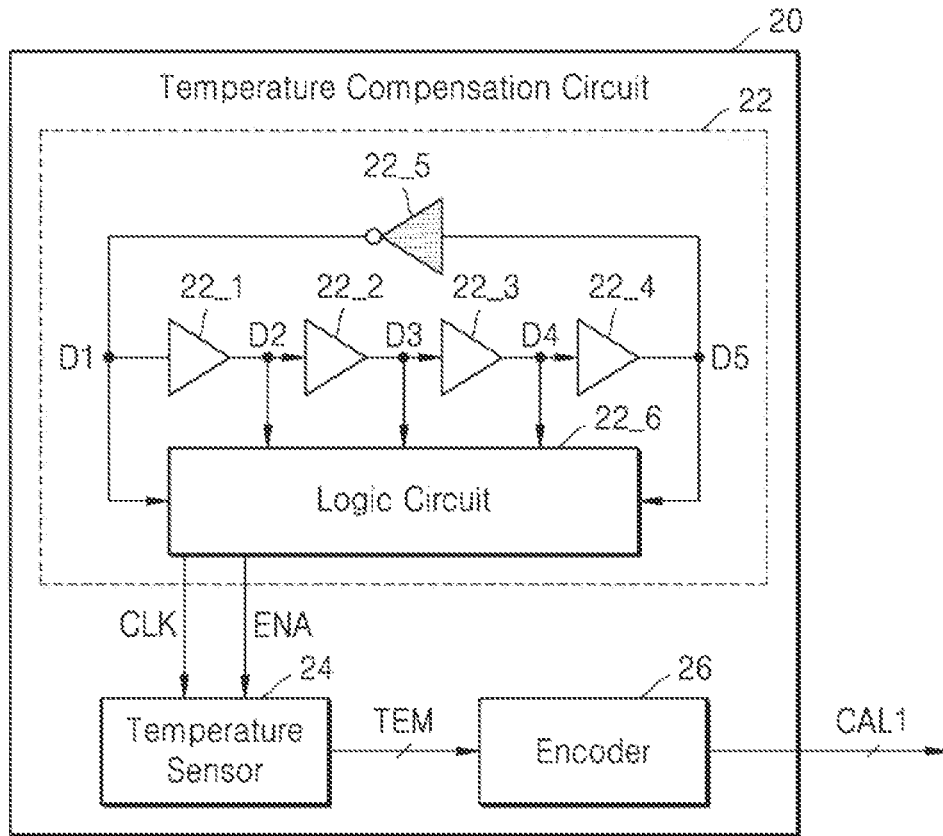 20
Temperature Compensation Circuit
22
22_5
22_1
22_2
22_3
22_4
D1
D2
D3
D4
D5
22_6
Logic Circuit
CLK
ENA
24
26
Temperature
Sensor
TEM
Encoder
CAL1